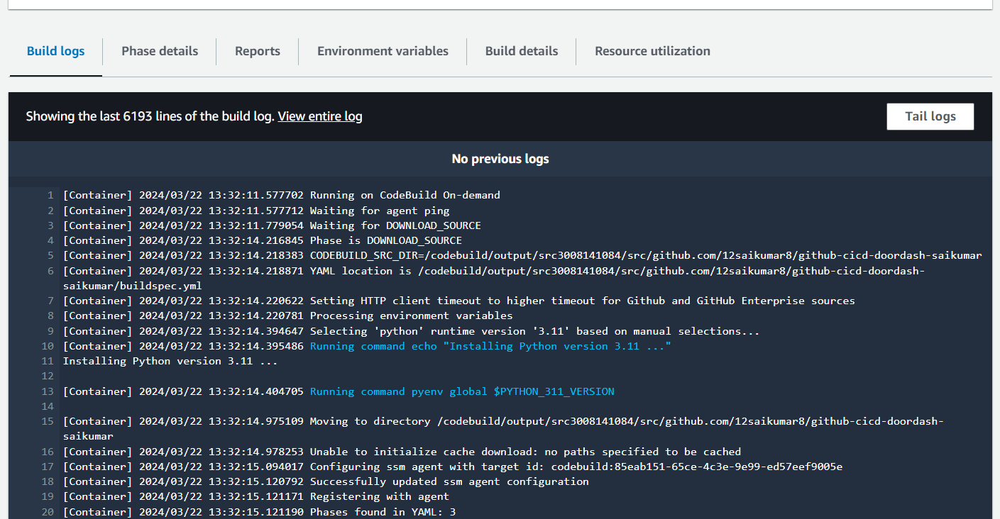 Build logs
Phase details
Reports
Environment variables
Build details
Resource utilization
Showing the last 6193 lines of the build log. View entire log
Tail logs
No previous logs
1 [Container] 2024/03/22 13:32:11.577702 Running on CodeBuild On-demand
2 [Container] 2024/03/22 13:32:11.577712 Waiting for agent ping
3 [Container] 2024/03/22 13:32:11.779054 Waiting for DOWNLOAD_SOURCE
4 [Container] 2024/03/22 13:32:14.216845 Phase is DOWNLOAD_SOURCE
5 [Container] 2024/03/22 13:32:14.218383 CODEBUILD_SRC_DIR=/codebuild/output/src3008141084/src/github.com/12saikumar8/github-cicd-doordash-saikumar
6 [Container] 2024/03/22 13:32:14.218871 YAML location is /codebuild/output/src3008141084/src/github.com/12saikumar8/github-cicd-doordash-
saikumar/buildspec.yml
7 [Container] 2024/03/22 13:32:14.220622 Setting HTTP client timeout to higher timeout for Github and GitHub Enterprise sources
8 [Container] 2024/03/22 13:32:14.220781 Processing environment variables
9 [Container] 2024/03/22 13:32:14.394647 Selecting 'python' runtime version '3.11' based on manual selections...
10 [Container] 2024/03/22 13:32:14.395486 Running command echo "Installing Python version 3.11 ..."
11 Installing Python version 3.11 ...
12
13 [Container] 2024/03/22 13:32:14.404705 Running command pyenv global $PYTHON_311_VERSION
14
15 [Container] 2024/03/22 13:32:14.975109 Moving to directory /codebuild/output/src3008141084/src/github.com/12saikumar8/github-cicd-doordash-
saikumar
16 [Container] 2024/03/22 13:32:14.978253 Unable to initialize cache download: no paths specified to be cached
17 [Container] 2024/03/22 13:32:15.094017 Configuring ssm agent with target id: codebuild:85eab151-65ce-4c3e-9e99-ed57eef9005e
18 [Container] 2024/03/22 13:32:15.120792 Successfully updated ssm agent configuration
19 [Container] 2024/03/22 13:32:15.121171 Registering with agent
20 [Container] 2024/03/22 13:32:15.121190 Phases found in YAML: 3